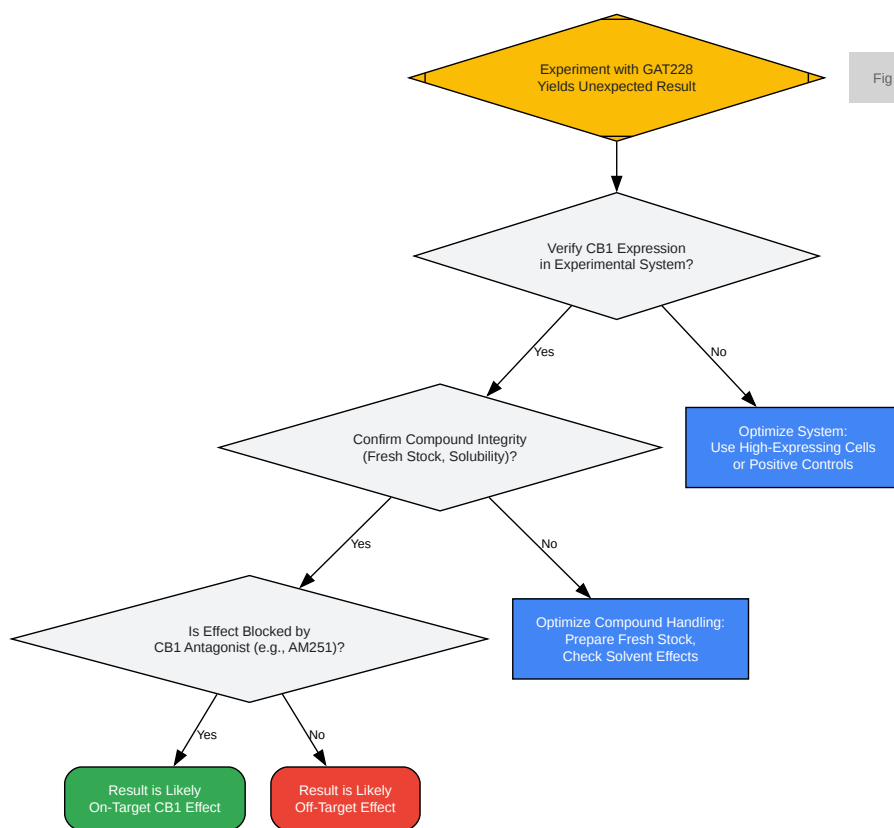 Experiment with GAT228
Yields Unexpected Result
Fig
Verify CB1 Expression
in Experimental System?
Yes
No
Confirm Compound Integrity
(Fresh Stock, Solubility)?
Optimize System:
Use High-Expressing Cells
or Positive Controls
Yes
No
Is Effect Blocked by
CB1 Antagonist (e.g., AM251)?
Optimize Compound Handling:
Prepare Fresh Stock,
Check Solvent Effects
Yes
No
Result is Likely
On-Target CB1 Effect
Result is Likely
Off-Target Effect